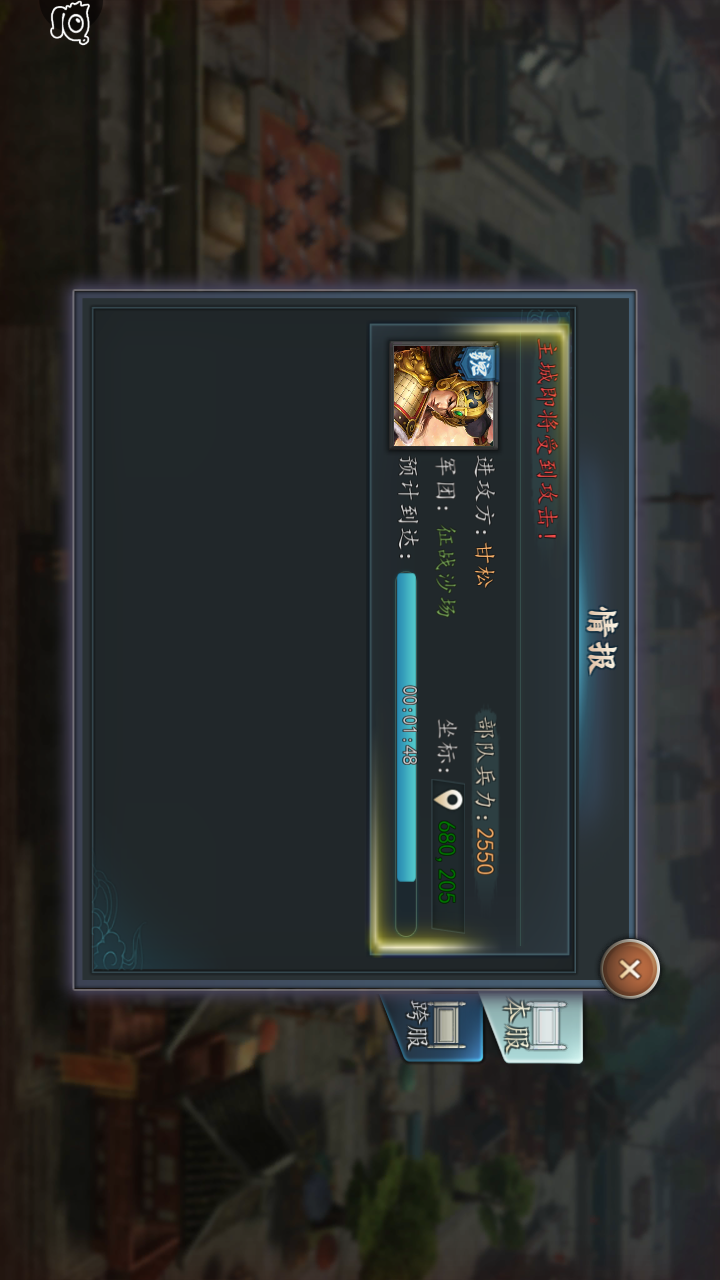 情报
主城即将受到攻击!
魏
进攻方:甘松
部队兵力:2550
军团:征战沙场
坐标:680,205
预计到达:
00:01:48
本服
跨服